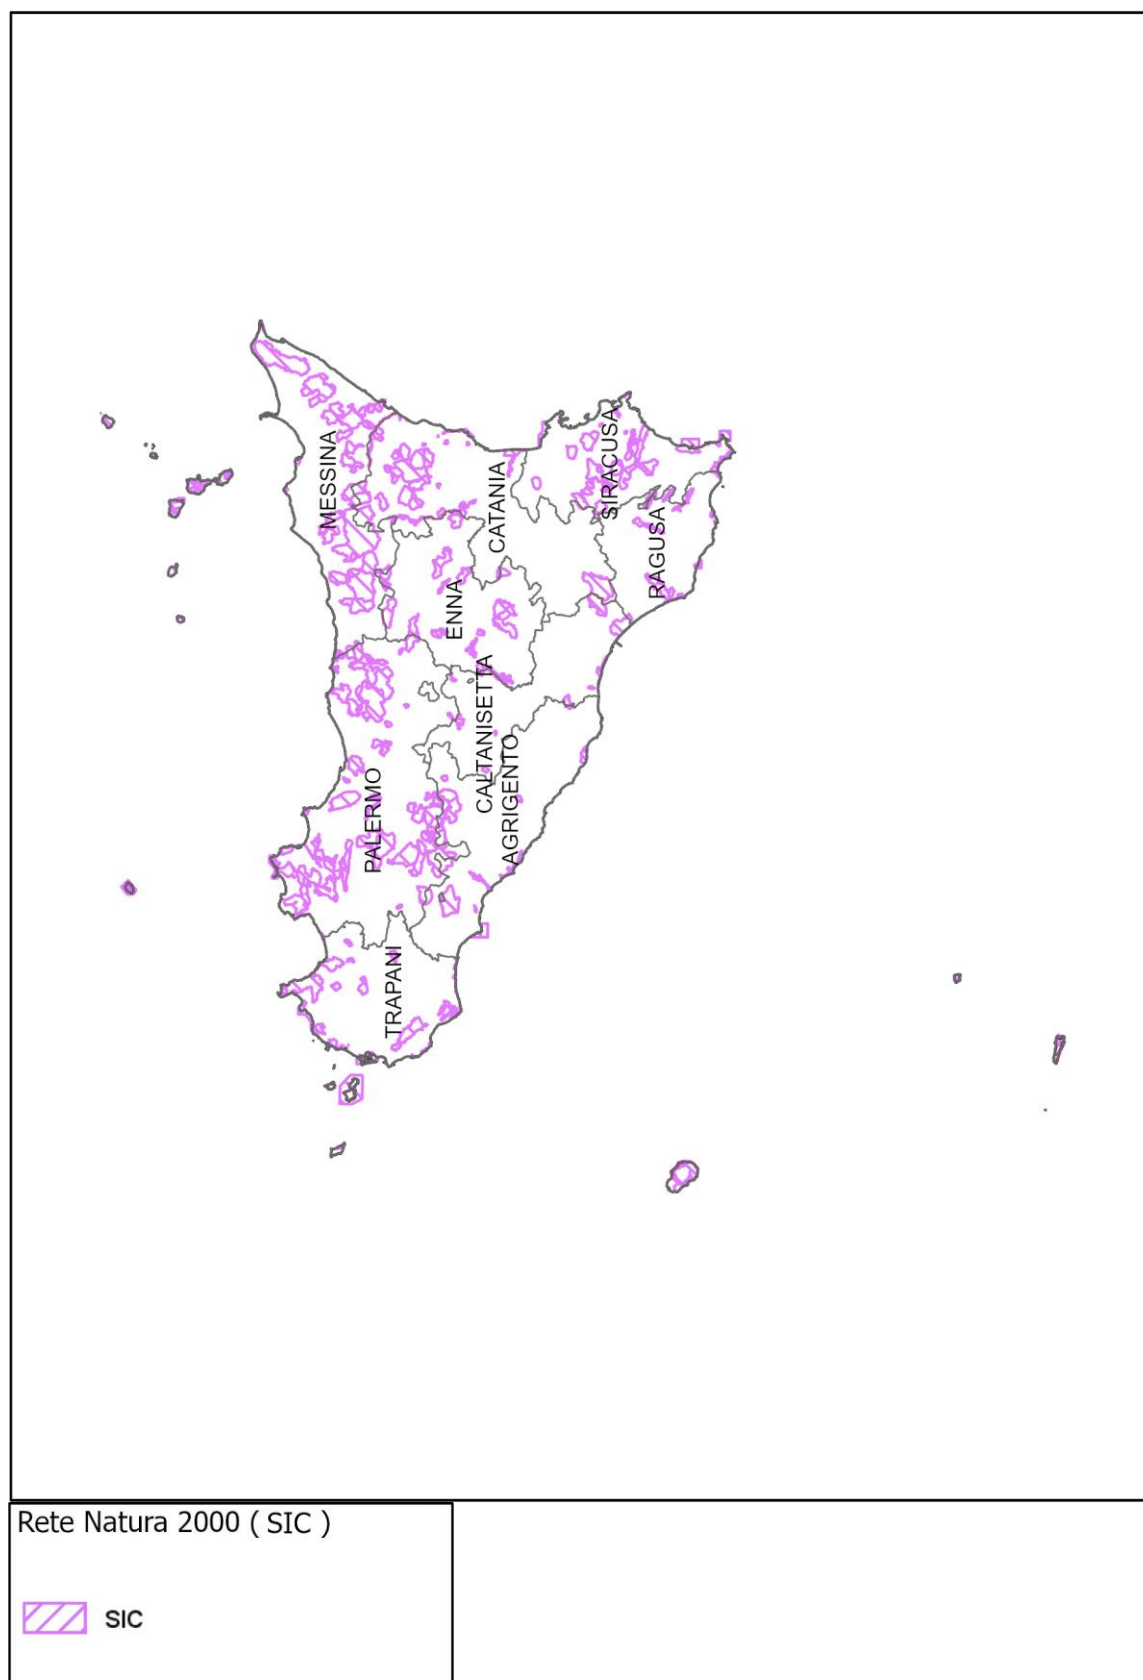 MESSINA
CATANIA
SIRACUSA
RAGUSA
ENNA
CALTANISETTA
AGRIGENTO
PALERMO
TRAPANI
Rete Natura 2000 ( SIC )
SIC